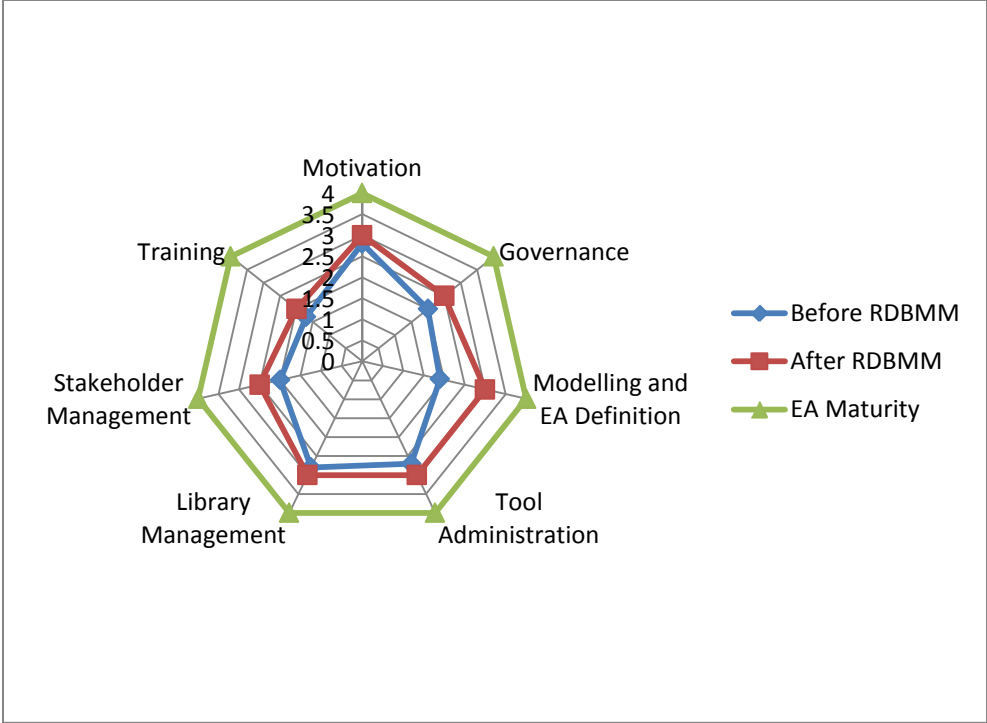 Motivation
4
3.5
3
2.5
2
1.5
1
0.5
0
Training
Governance
Stakeholder
Management
Modelling and
EA Definition
Library
Management
Tool
Administration
Before RDBMM
After RDBMM
EA Maturity